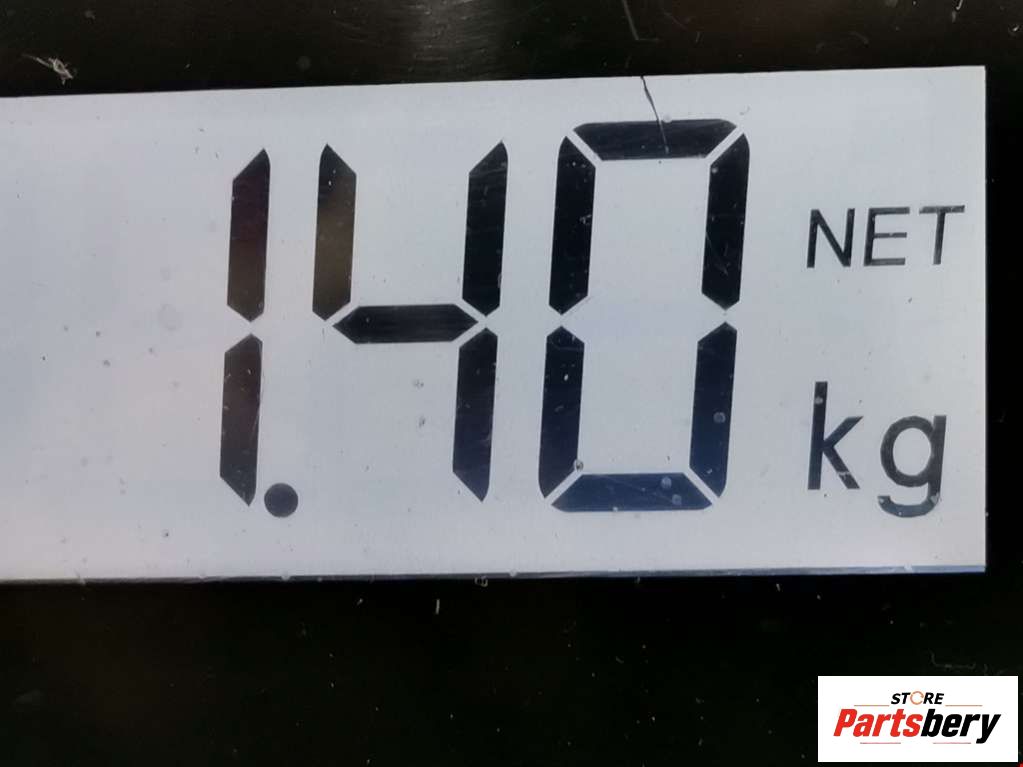 1.40 NET
kg
STORE
Partsbery